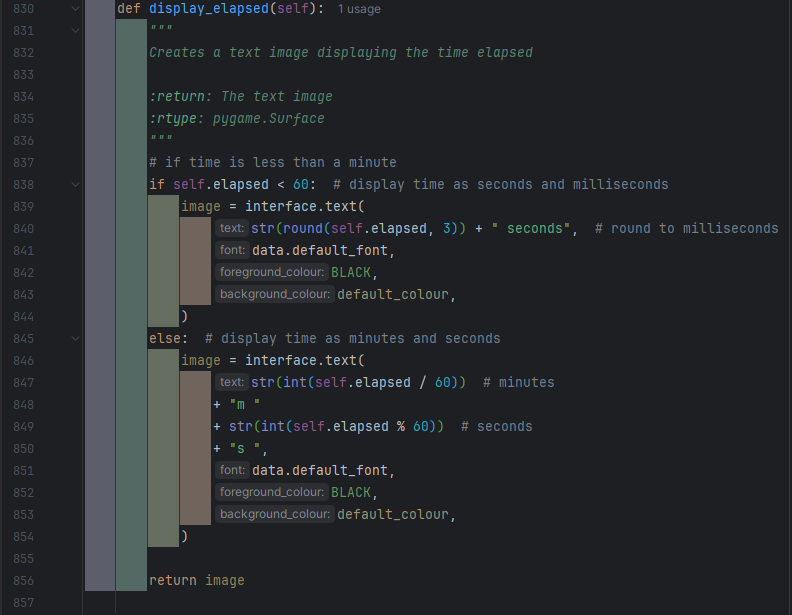 830 def display_elapsed(self): 1 usage
831 """
832 Creates a text image displaying the time elapsed
833
834 :return: The text image
835 :rtype: pygame.Surface
836 """
837 # if time is less than a minute
838 if self.elapsed < 60: # display time as seconds and milliseconds
839 image = interface.text(
840 text: str(round(self.elapsed, 3)) + " seconds", # round to milliseconds
841 font: data.default_font,
842 foreground_colour: BLACK,
843 background_colour: default_colour,
844 )
845 else: # display time as minutes and seconds
846 image = interface.text(
847 text: str(int(self.elapsed / 60)) # minutes
848 + "m "
849 + str(int(self.elapsed % 60)) # seconds
850 + "s ",
851 font: data.default_font,
852 foreground_colour: BLACK,
853 background_colour: default_colour,
854 )
855
856 return image
857